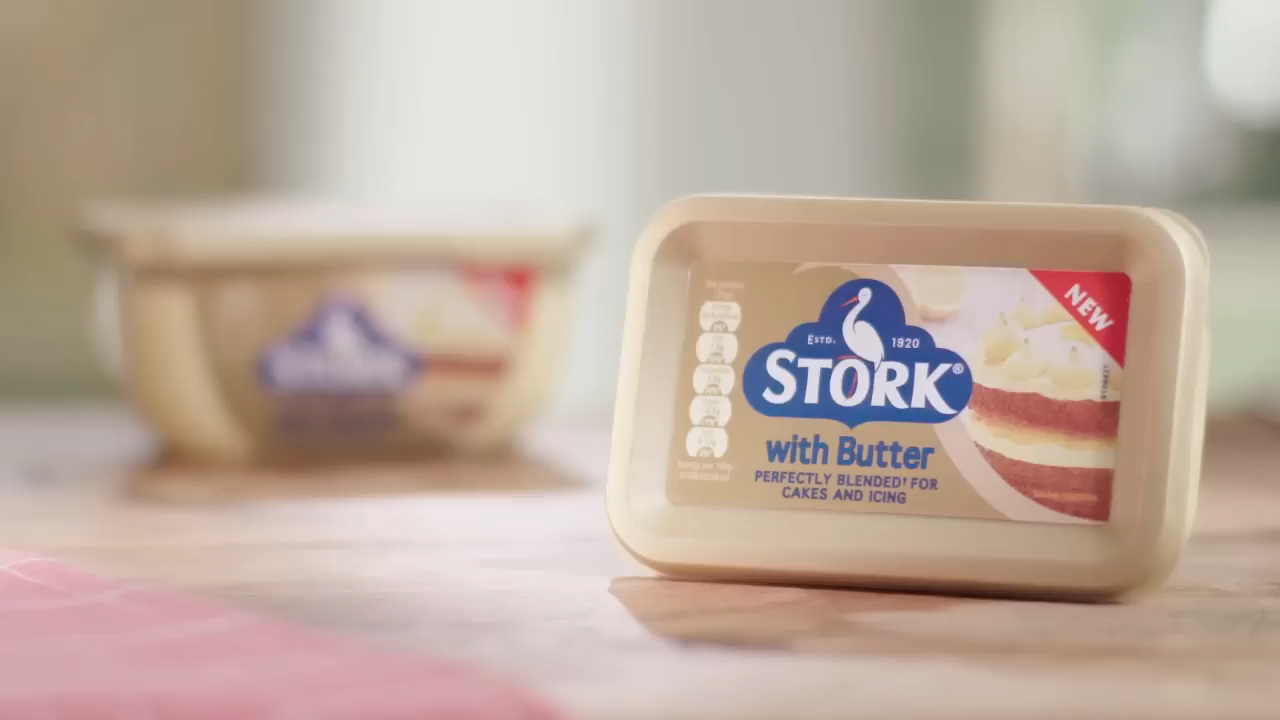 NEW
ESTD. 1920
STORK®
with Butter
PERFECTLY BLENDED† FOR
CAKES AND ICING